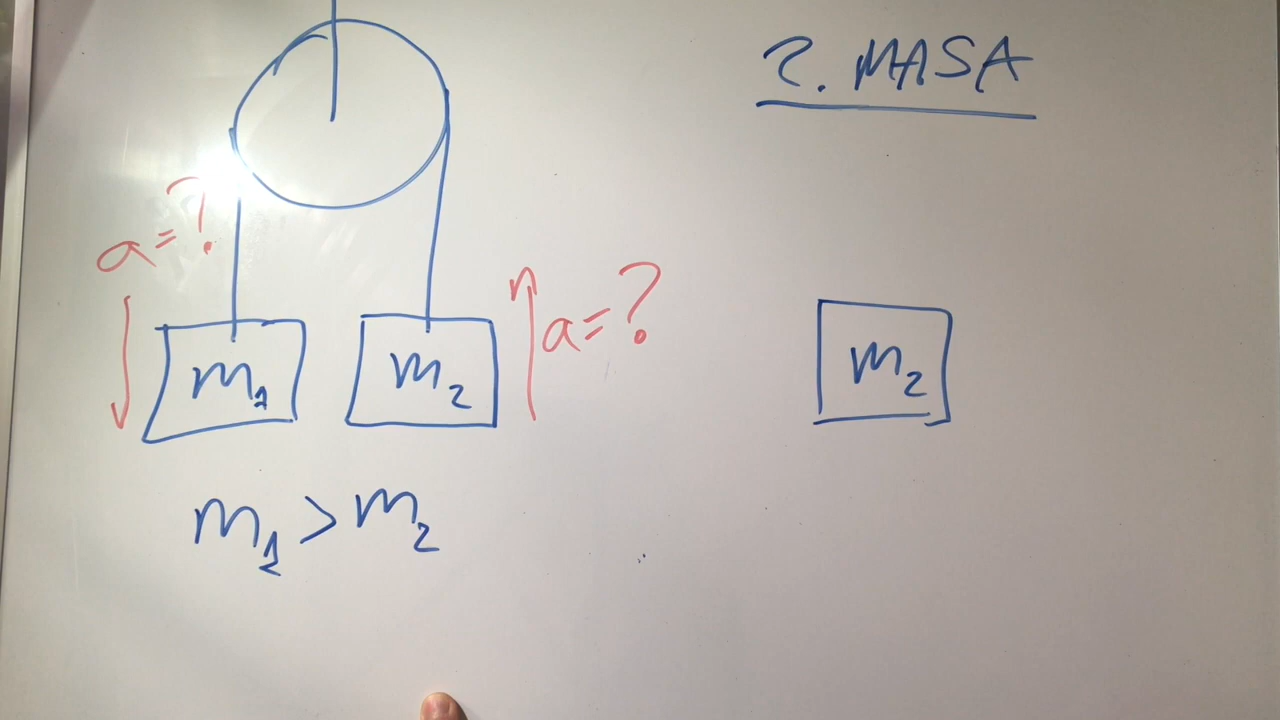 2. MASA
a=?
a=?
m₁
m₂
m₂
m₁>m₂